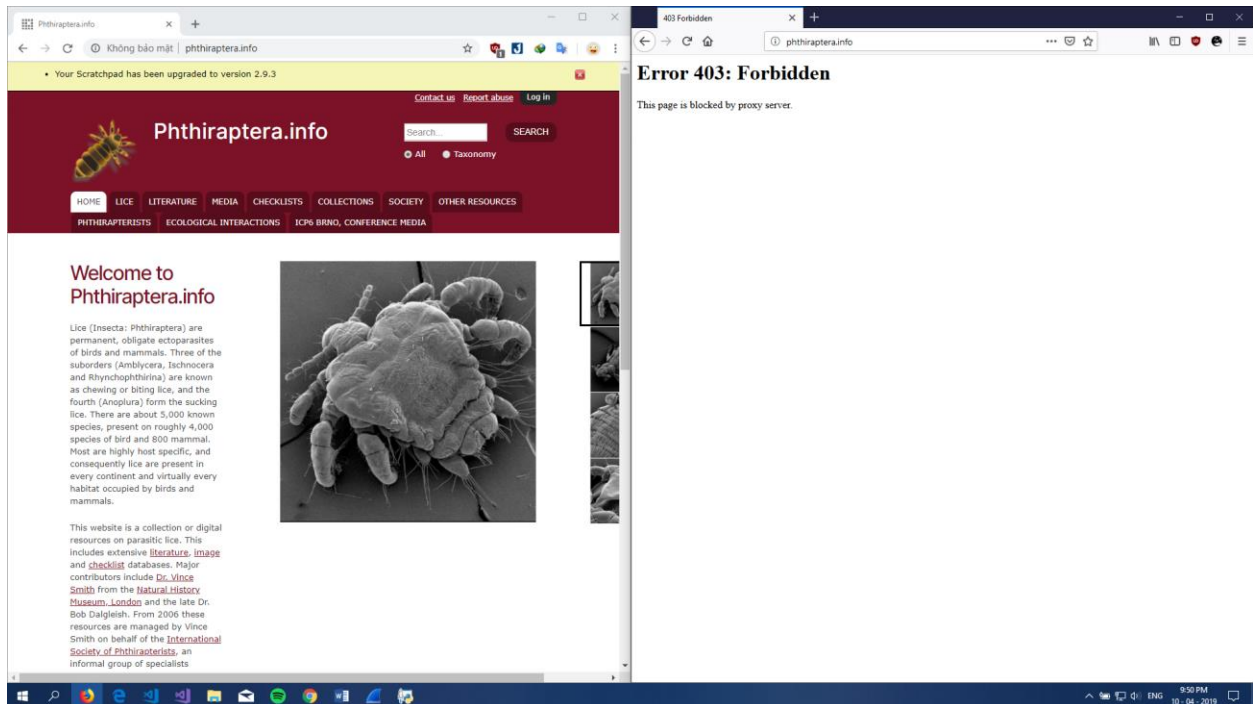 Phthiraptera.info
Không bảo mật | phthiraptera.info
Your Scratchpad has been upgraded to version 2.9.3
Contact us Report abuse Log in
Phthiraptera.info
Search... SEARCH
All Taxonomy
HOME LICE LITERATURE MEDIA CHECKLISTS COLLECTIONS SOCIETY OTHER RESOURCES
PHTHIRAPTERISTS ECOLOGICAL INTERACTIONS ICP6 BRNO, CONFERENCE MEDIA
Welcome to
Phthiraptera.info
Lice (Insecta: Phthiraptera) are
permanent, obligate ectoparasites
of birds and mammals. Three of the
suborders (Amblycera, Ischnocera
and Rhynchophthirina) are known
as chewing or biting lice, and the
fourth (Anoplura) form the sucking
lice. There are about 5,000 known
species, present on roughly 4,000
species of bird and 800 mammal.
Most are highly host specific, and
consequently lice are present in
every continent and virtually every
habitat occupied by birds and
mammals.
This website is a collection or digital
resources on parasitic lice. This
includes extensive literature, image
and checklist databases. Major
contributors include Dr. Vince
Smith from the Natural History
Museum, London and the late Dr.
Bob Dalgleish. From 2006 these
resources are managed by Vince
Smith on behalf of the International
Society of Phthirapterists, an
informal group of specialists
403 Forbidden
phthiraptera.info
Error 403: Forbidden
This page is blocked by proxy server.
ENG 9:50 PM
10 - 04 - 2019